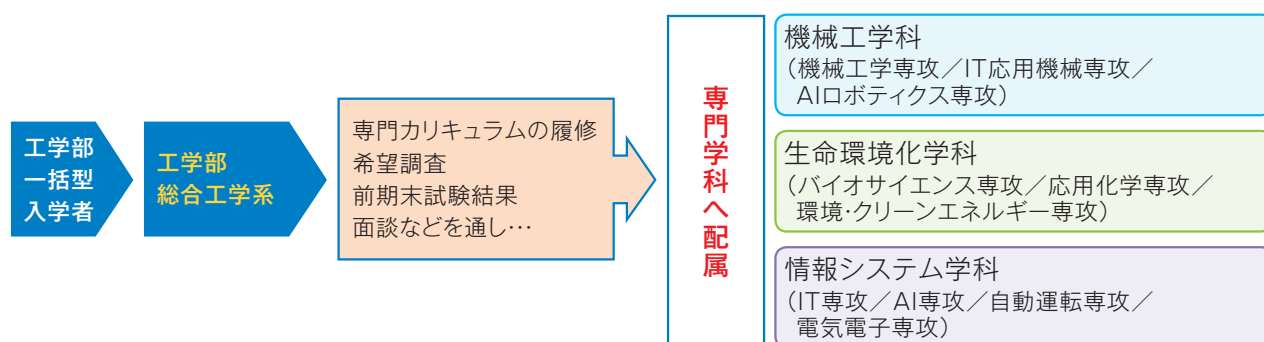 工学部
一括型
入学者
工学部
総合工学系
専門カリキュラムの履修
希望調査
前期末試験結果
面談などを通し…
専門学科へ配属
機械工学科
（機械工学専攻／IT応用機械専攻／
AIロボティクス専攻）
生命環境化学科
（バイオサイエンス専攻／応用化学専攻／
環境・クリーンエネルギー専攻）
情報システム学科
（IT専攻／AI専攻／自動運転専攻／
電気電子専攻）